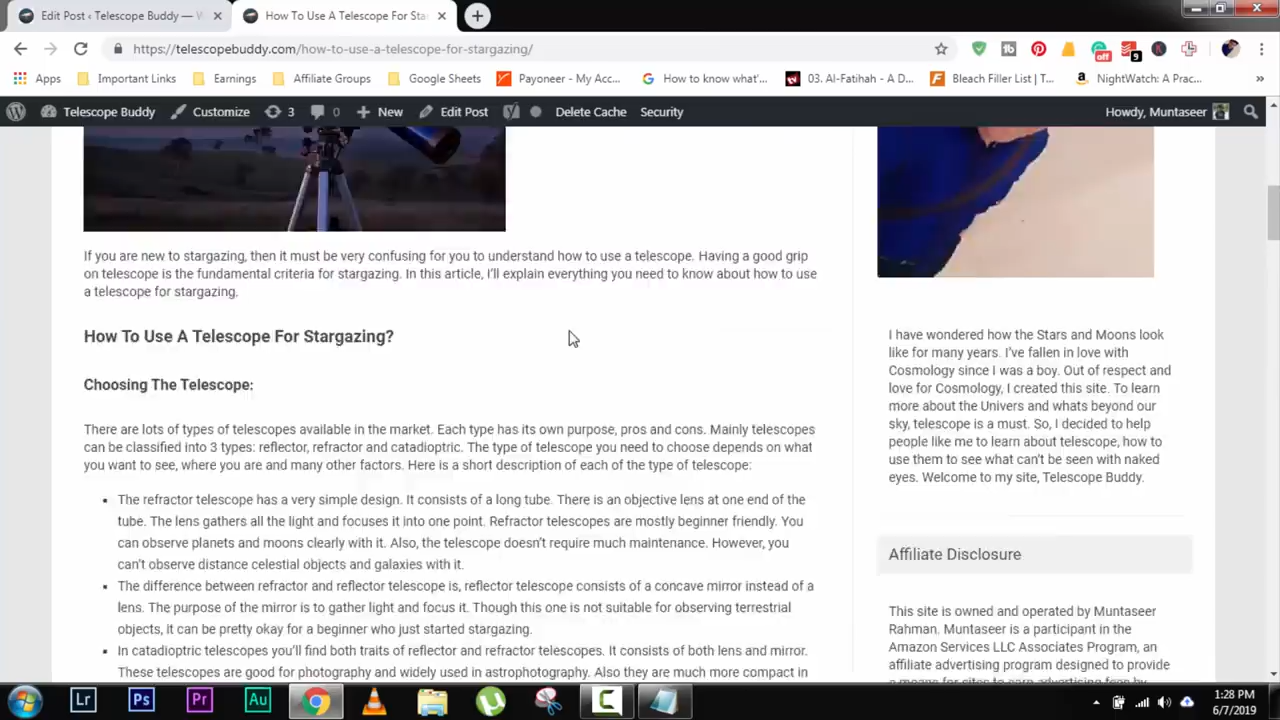 Edit Post ‹ Telescope Buddy — W
How To Use A Telescope For Sta
https://telescopebuddy.com/how-to-use-a-telescope-for-stargazing/
off
9
Apps
Important Links
Earnings
Affiliate Groups
Google Sheets
Payoneer - My Acc...
How to know what'...
03. Al-Fatihah - A D...
Bleach Filler List | T...
NightWatch: A Prac...
»
Telescope Buddy
Customize
3
0
New
Edit Post
Delete Cache
Security
Howdy, Muntaseer
If you are new to stargazing, then it must be very confusing for you to understand how to use a telescope. Having a good grip
on telescope is the fundamental criteria for stargazing. In this article, I’ll explain everything you need to know about how to use
a telescope for stargazing.
How To Use A Telescope For Stargazing?
Choosing The Telescope:
There are lots of types of telescopes available in the market. Each type has its own purpose, pros and cons. Mainly telescopes
can be classified into 3 types: reflector, refractor and catadioptric. The type of telescope you need to choose depends on what
you want to see, where you are and many other factors. Here is a short description of each of the type of telescope:
The refractor telescope has a very simple design. It consists of a long tube. There is an objective lens at one end of the
tube. The lens gathers all the light and focuses it into one point. Refractor telescopes are mostly beginner friendly. You
can observe planets and moons clearly with it. Also, the telescope doesn’t require much maintenance. However, you
can’t observe distance celestial objects and galaxies with it.
The difference between refractor and reflector telescope is, reflector telescope consists of a concave mirror instead of a
lens. The purpose of the mirror is to gather light and focus it. Though this one is not suitable for observing terrestrial
objects, it can be pretty okay for a beginner who just started stargazing.
In catadioptric telescopes you’ll find both traits of reflector and refractor telescopes. It consists of both lens and mirror.
These telescopes are good for photography and widely used in astrophotography. Also they are much more compact in
I have wondered how the Stars and Moons look
like for many years. I’ve fallen in love with
Cosmology since I was a boy. Out of respect and
love for Cosmology, I created this site. To learn
more about the Univers and whats beyond our
sky, telescope is a must. So, I decided to help
people like me to learn about telescope, how to
use them to see what can’t be seen with naked
eyes. Welcome to my site, Telescope Buddy.
Affiliate Disclosure
This site is owned and operated by Muntaseer
Rahman. Muntaseer is a participant in the
Amazon Services LLC Associates Program, an
affiliate advertising program designed to provide
a means for sites to earn advertising fees by
Lr
Ps
Pr
Au
1:28 PM
6/7/2019